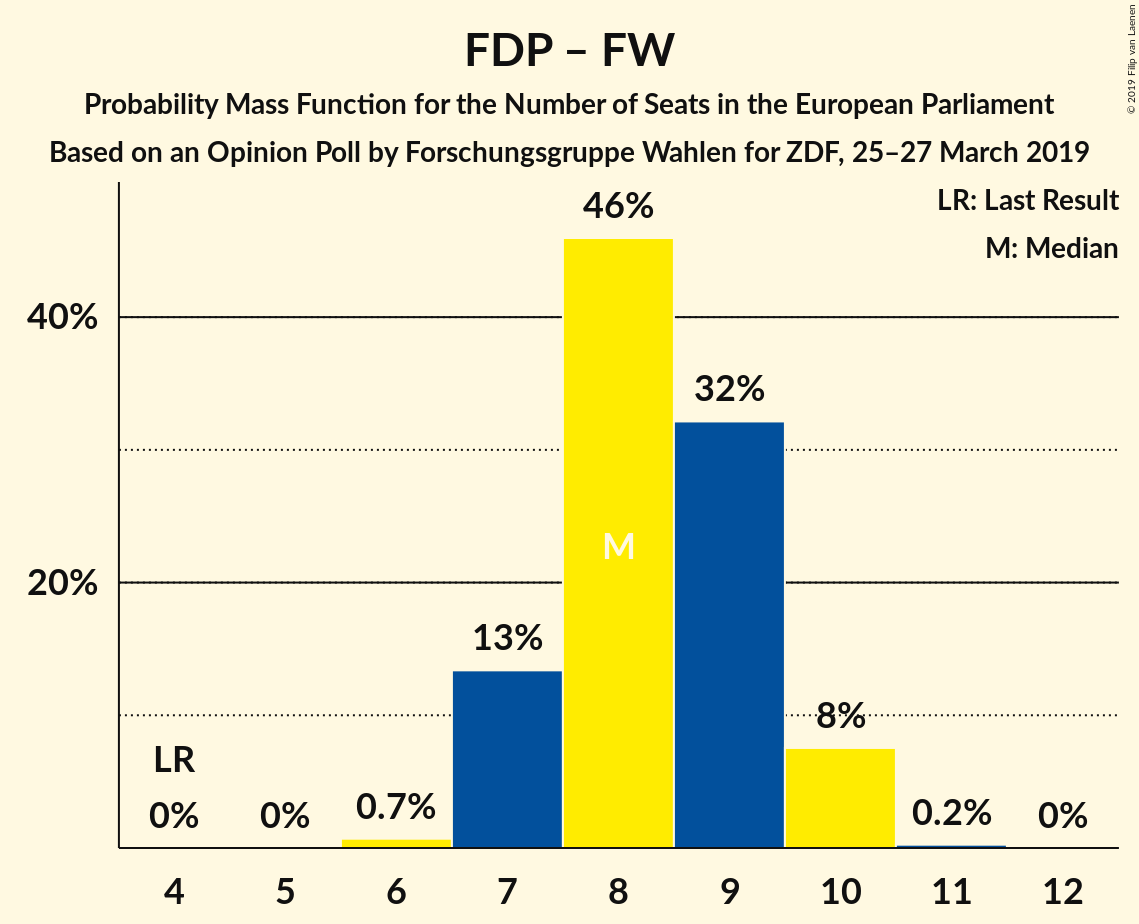 FDP – FW
Probability Mass Function for the Number of Seats in the European Parliament
Based on an Opinion Poll by Forschungsgruppe Wahlen for ZDF, 25–27 March 2019
© 2019 Filip van Laenen
LR: Last Result
M: Median
46%
40%
32%
M
20%
13%
8%
LR
0%
0%
0.7%
0.2%
0%
4 5 6 7 8 9 10 11 12